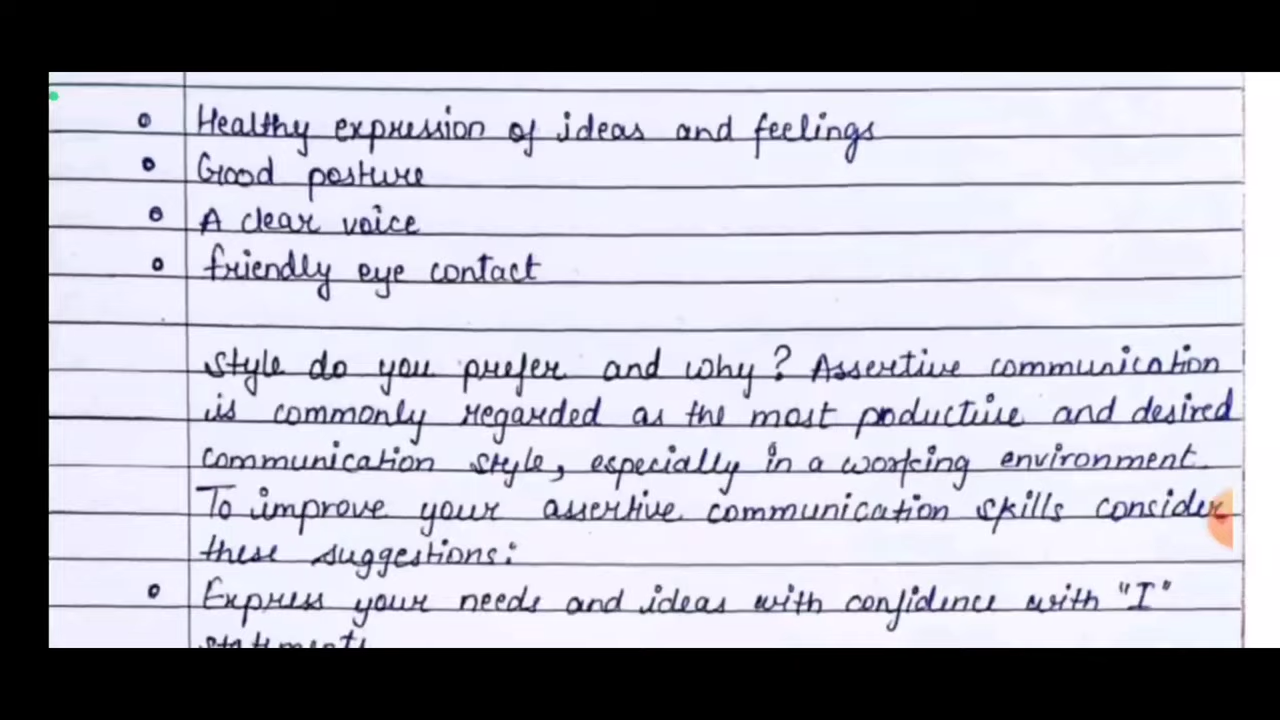 Healthy expression of ideas and feelings
Good posture
A clear voice
friendly eye contact
Style do you prefer and why? Assertive communication
is commonly regarded as the most productive and desired
communication style, especially in a working environment.
To improve your assertive communication skills consider
these suggestions:
Express your needs and ideas with confidence with "I"
statements